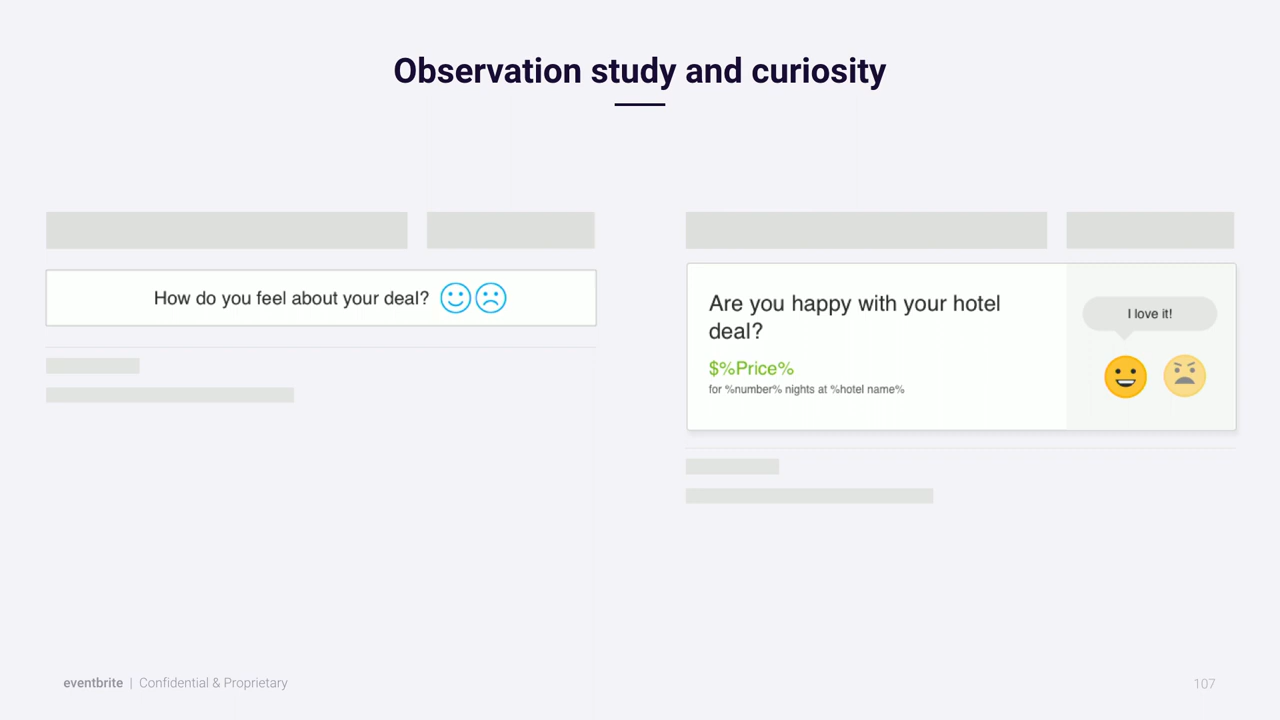 Observation study and curiosity
How do you feel about your deal?
Are you happy with your hotel
deal?
$%Price%
for %number% nights at %hotel name%
I love it!
eventbrite | Confidential & Proprietary
107